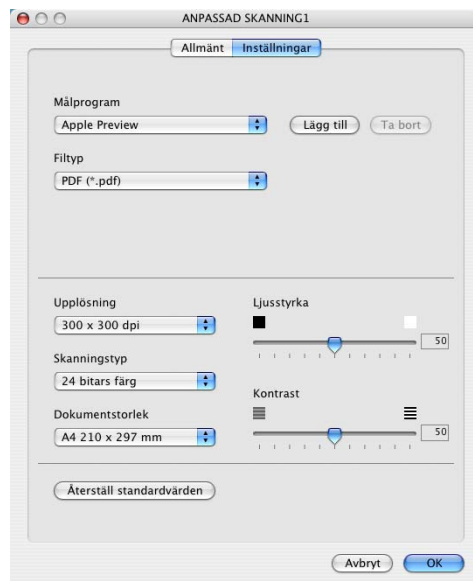 ANPASSAD SKANNING1
Allmänt Inställningar
Målprogram
Apple Preview Lägg till Ta bort
Filtyp
PDF (*.pdf)
Upplösning Ljusstyrka
300 x 300 dpi 50
Skanningstyp
24 bitars färg
Kontrast
Dokumentstorlek
A4 210 x 297 mm 50
Återställ standardvärden
Avbryt OK